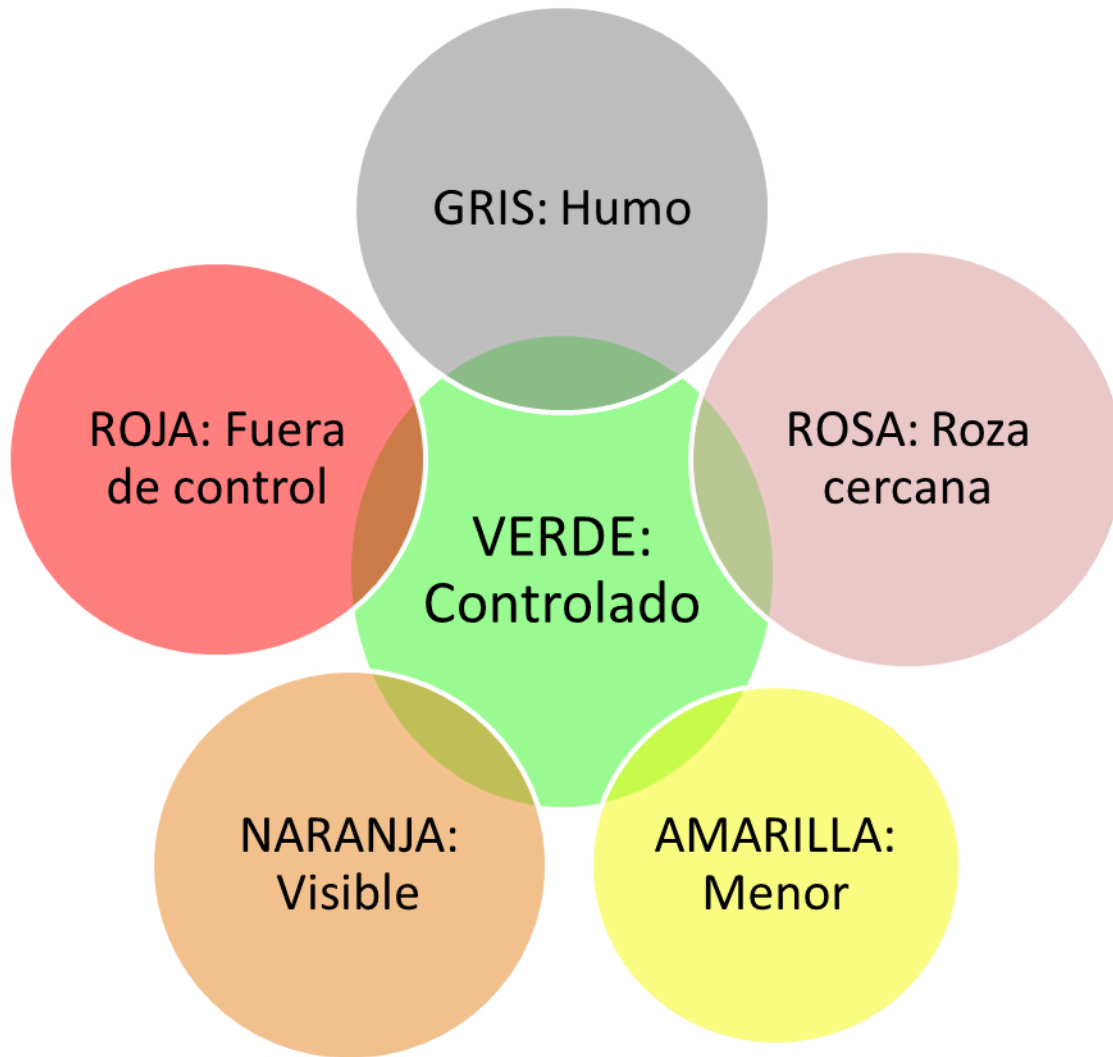 GRIS: Humo
ROJA: Fuera
de control
ROSA: Roza
cercana
VERDE:
Controlado
NARANJA:
Visible
AMARILLA:
Menor